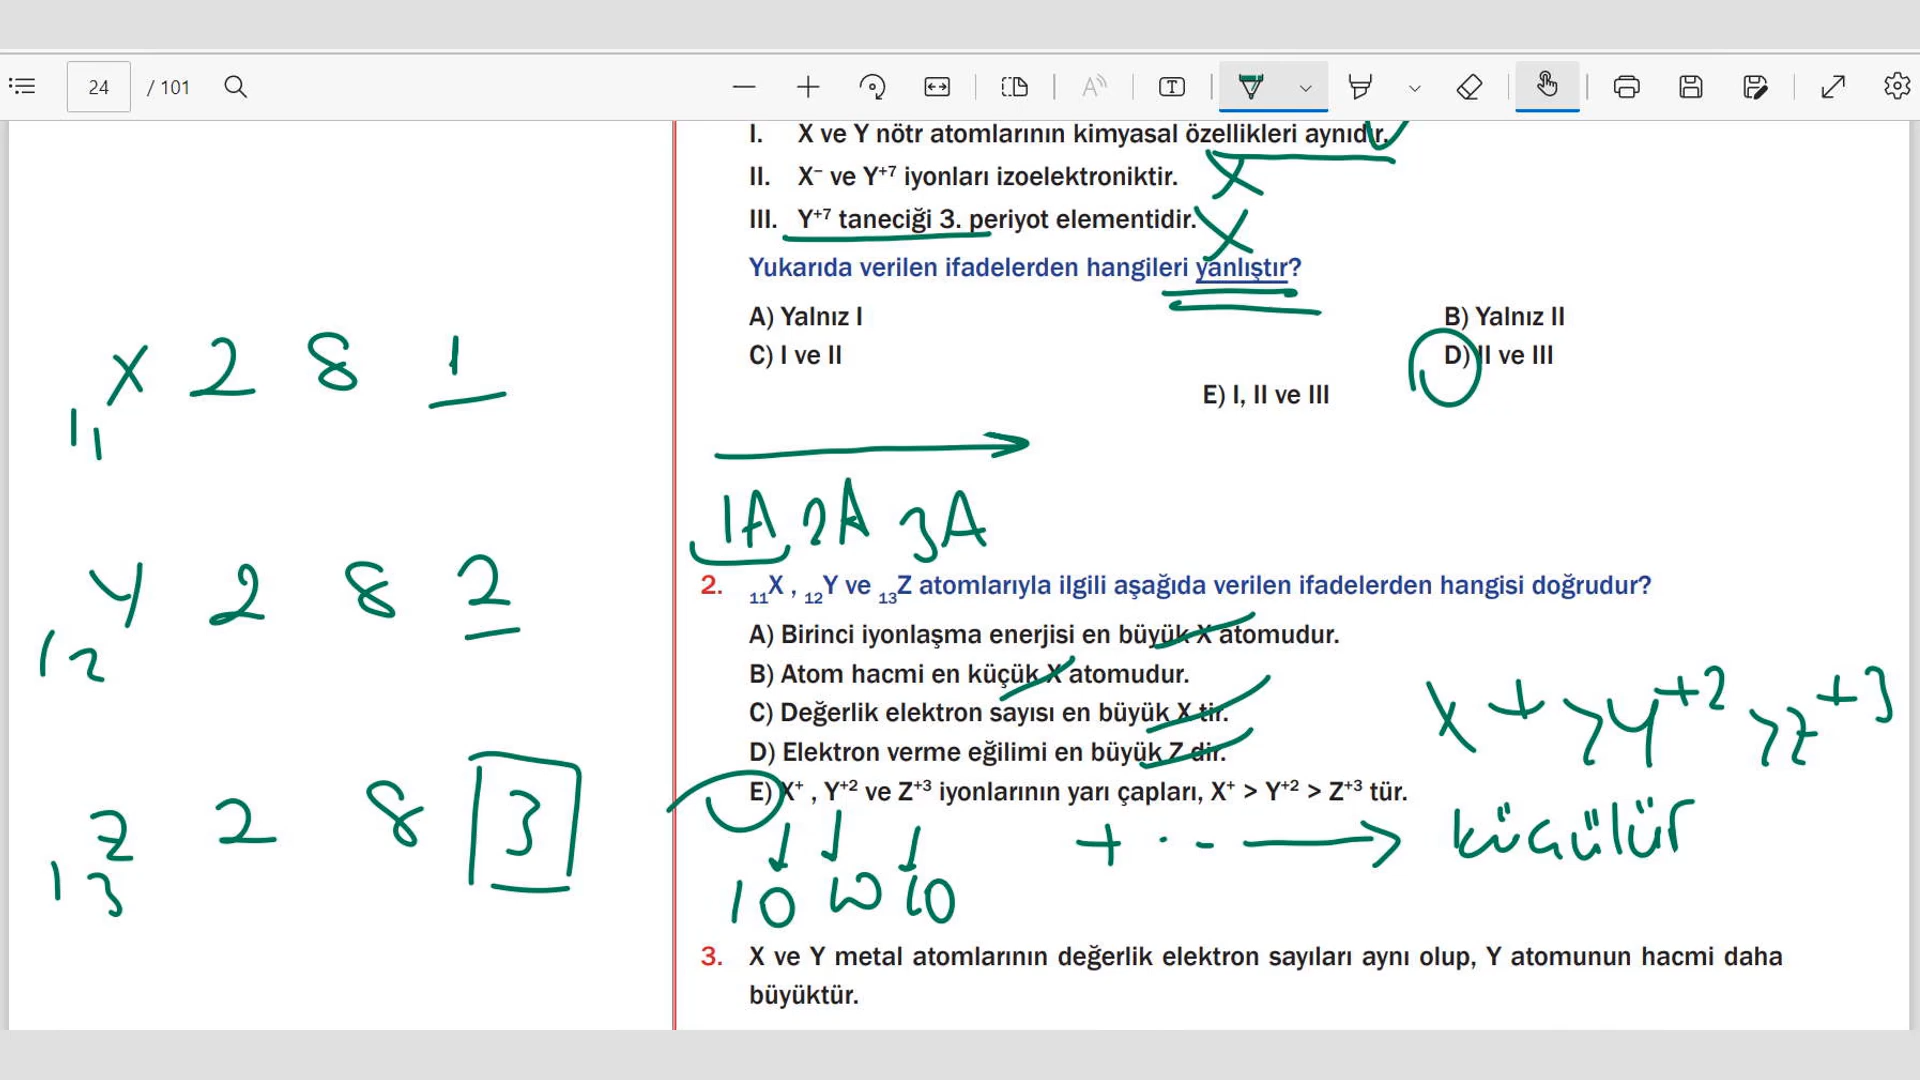 24 / 101
I. X ve Y nötr atomlarının kimyasal özellikleri aynıdır.
II. X⁻ ve Y⁺⁷ iyonları izoelektroniktir. X
III. Y⁺⁷ taneciği 3. periyot elementidir. X
Yukarıda verilen ifadelerden hangileri yanlıştır?
A) Yalnız I B) Yalnız II
C) I ve II D) II ve III
E) I, II ve III
1A 2A 3A
2. ₁₁X , ₁₂Y ve ₁₃Z atomlarıyla ilgili aşağıda verilen ifadelerden hangisi doğrudur?
A) Birinci iyonlaşma enerjisi en büyük X atomudur.
B) Atom hacmi en küçük X atomudur.
C) Değerlik elektron sayısı en büyük X tir.
D) Elektron verme eğilimi en büyük Z dir.
E) X⁺ , Y⁺² ve Z⁺³ iyonlarının yarı çapları, X⁺ > Y⁺² > Z⁺³ tür.
10 10 10
X + > Y +2 > Z +3
+ · - → küçülür
3. X ve Y metal atomlarının değerlik elektron sayıları aynı olup, Y atomunun hacmi daha
büyüktür.
11 X 2 8 1
12 Y 2 8 2
13 Z 2 8 3